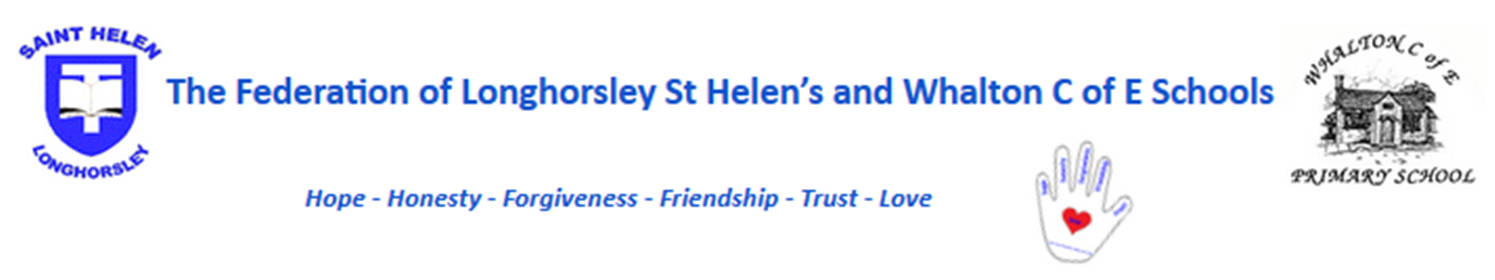 SAINT HELEN
LONGHORSLEY
The Federation of Longhorsley St Helen's and Whalton C of E Schools
WHALTON C of E
PRIMARY SCHOOL
Hope - Honesty - Forgiveness - Friendship - Trust - Love